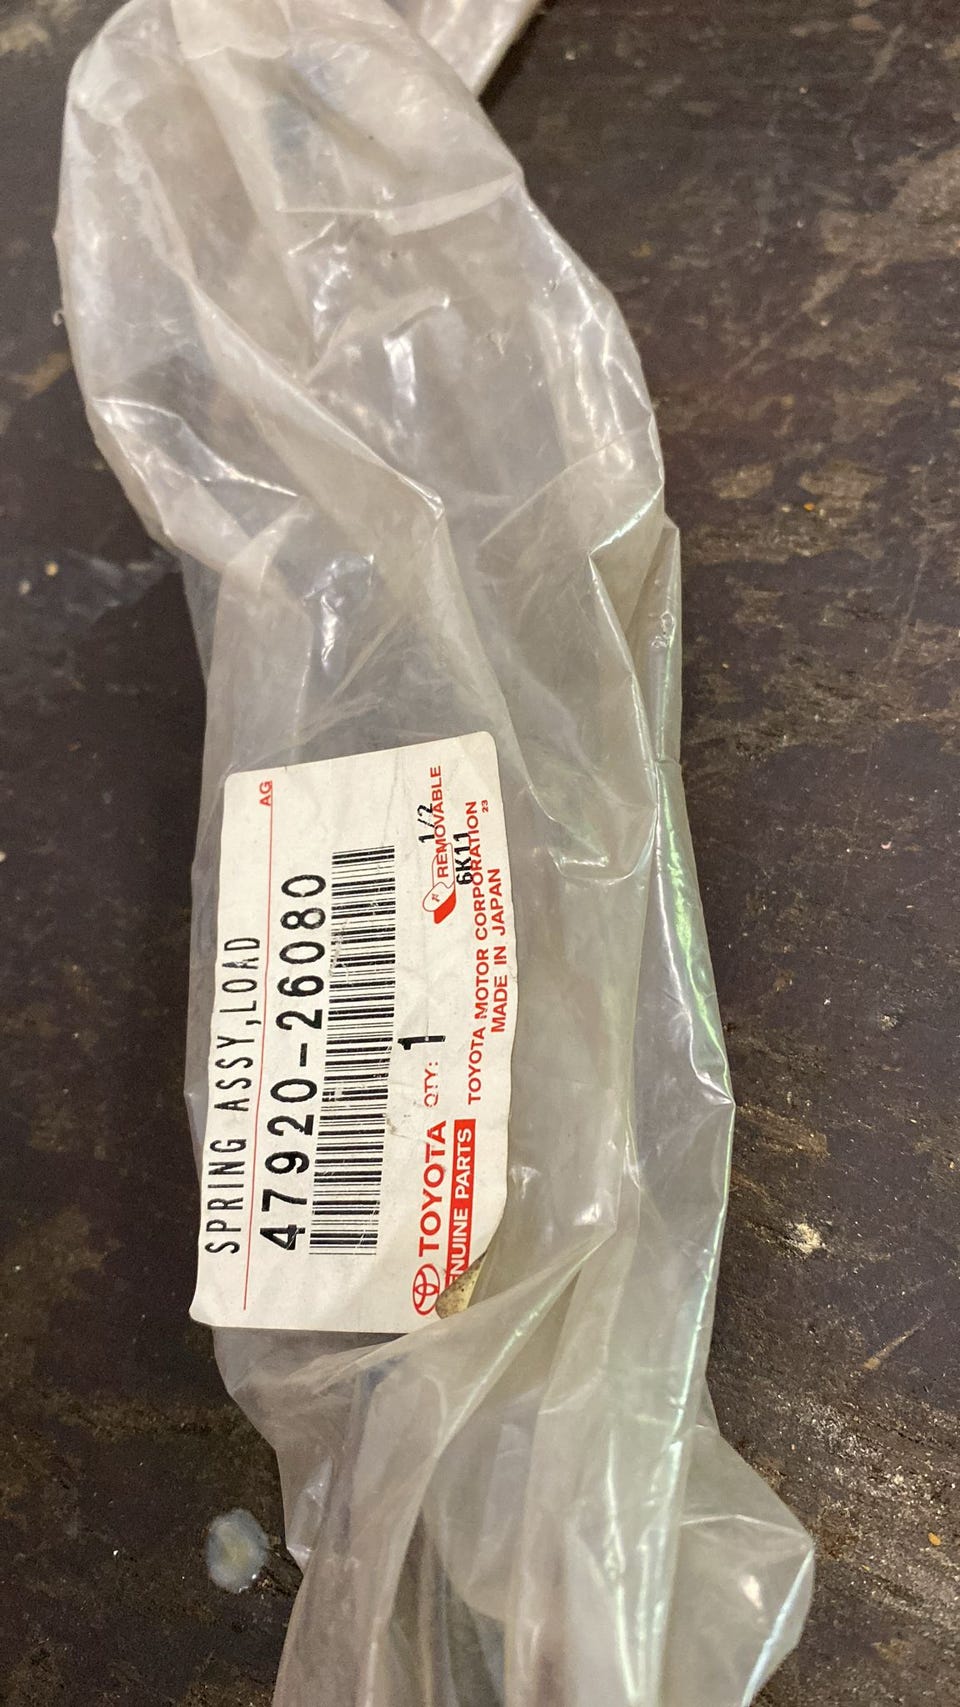 SPRING ASSY,LOAD
AG
47920-26080
TOYOTA QTY: 1
REMOVABLE
1/2
6K11
ENUINE PARTS
TOYOTA MOTOR CORPORATION
23
MADE IN JAPAN